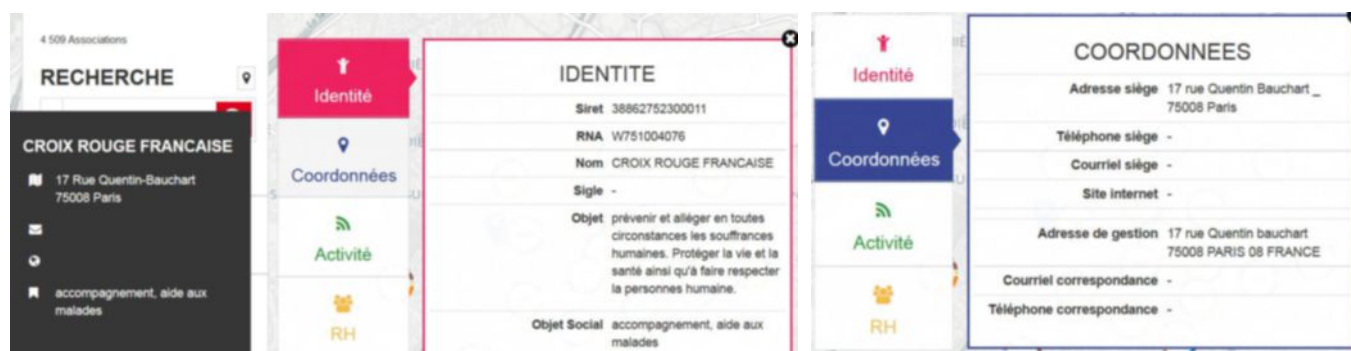 4 509 Associations
RECHERCHE
CROIX ROUGE FRANCAISE
17 Rue Quentin-Bauchart
75008 Paris
accompagnement, aide aux
malades
Identité
Coordonnées
Activité
RH
IDENTITE
Siret 38862752300011
RNA W751004076
Nom CROIX ROUGE FRANCAISE
Sigle -
Objet prévenir et alléger en toutes
circonstances les souffrances
humaines. Protéger la vie et la
santé ainsi qu'à faire respecter
la personnes humaine.
Objet Social accompagnement, aide aux
malades
Identité
Coordonnées
Activité
RH
COORDONNEES
Adresse siège 17 rue Quentin Bauchart _
75008 Paris
Téléphone siège -
Courriel siège -
Site internet -
Adresse de gestion 17 rue Quentin bauchart
75008 PARIS 08 FRANCE
Courriel correspondance -
Téléphone correspondance -